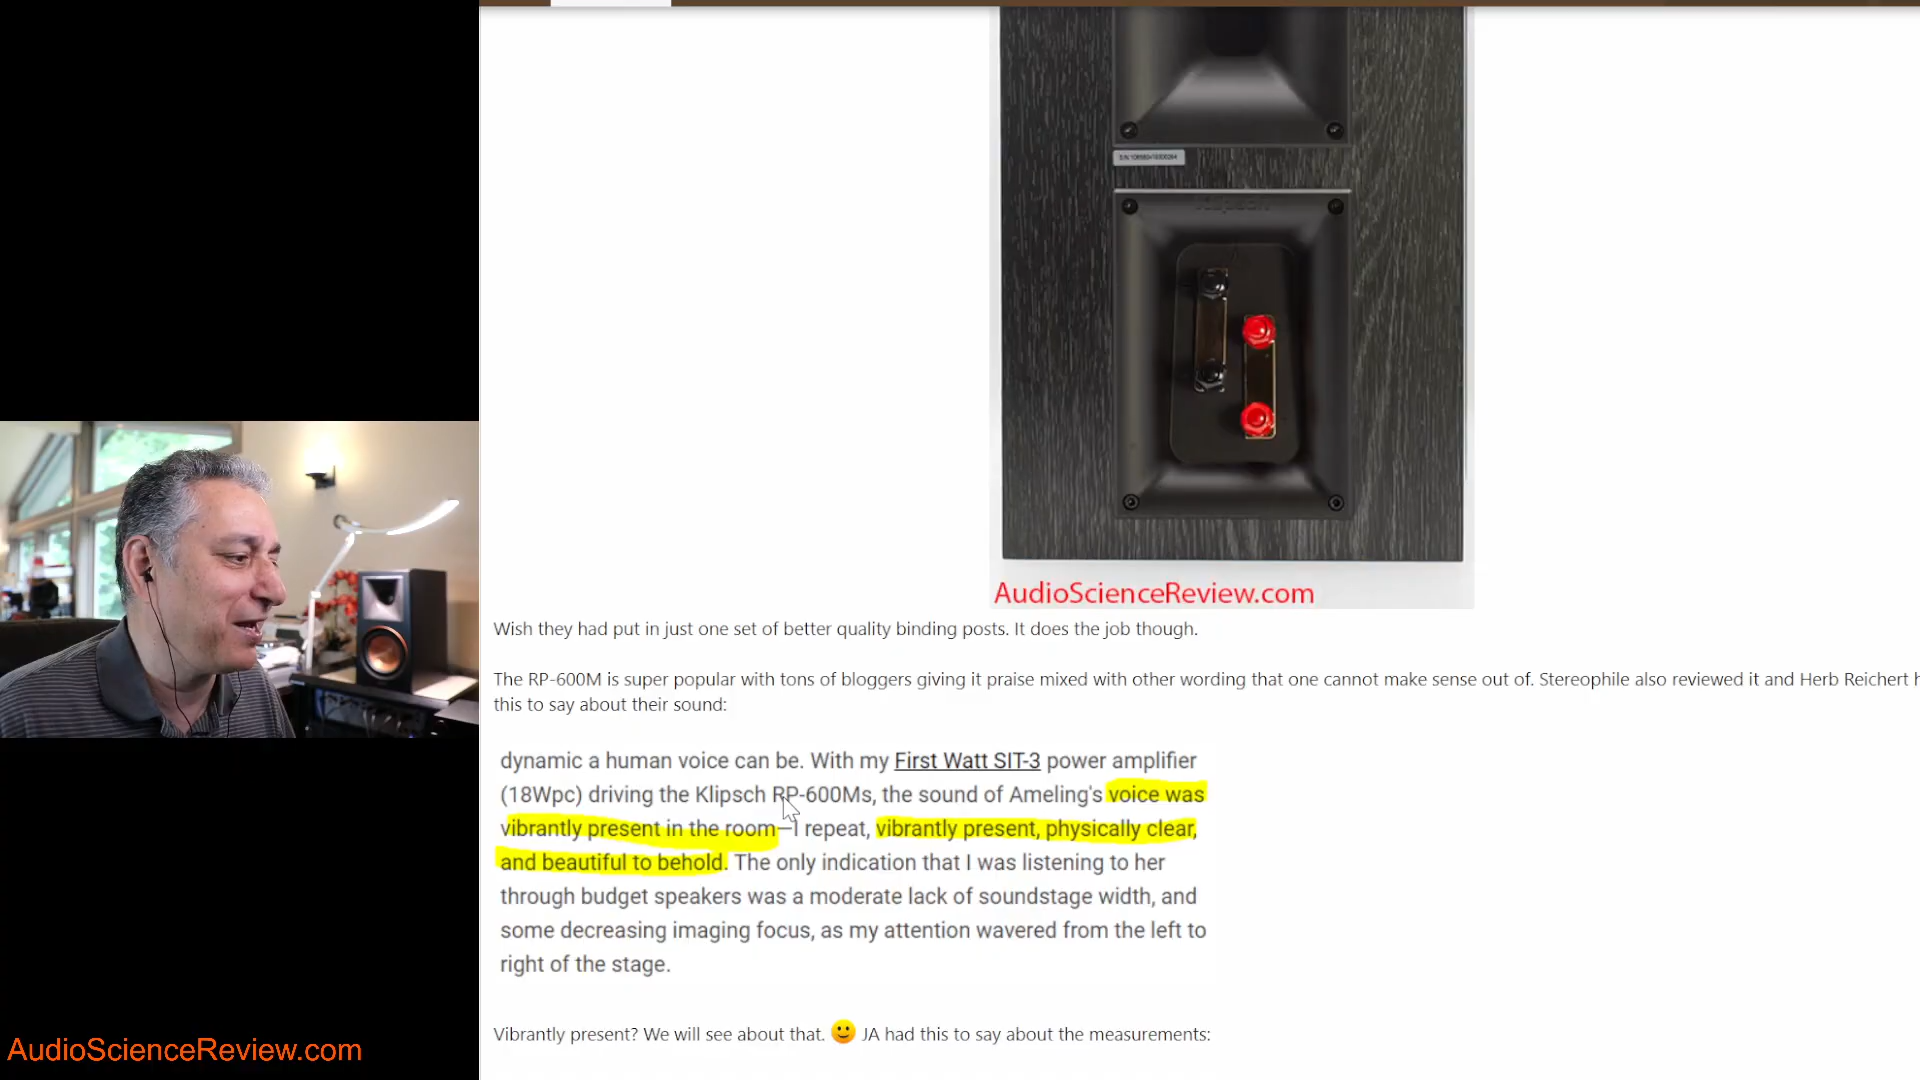 S/N 106580418300284
Klipsch
AudioScienceReview.com
Wish they had put in just one set of better quality binding posts. It does the job though.
The RP-600M is super popular with tons of bloggers giving it praise mixed with other wording that one cannot make sense out of. Stereophile also reviewed it and Herb Reichert h
this to say about their sound:
dynamic a human voice can be. With my First Watt SIT-3 power amplifier
(18Wpc) driving the Klipsch RP-600Ms, the sound of Ameling's voice was
vibrantly present in the room—I repeat, vibrantly present, physically clear,
and beautiful to behold. The only indication that I was listening to her
through budget speakers was a moderate lack of soundstage width, and
some decreasing imaging focus, as my attention wavered from the left to
right of the stage.
Vibrantly present? We will see about that. 🙂 JA had this to say about the measurements:
AudioScienceReview.com